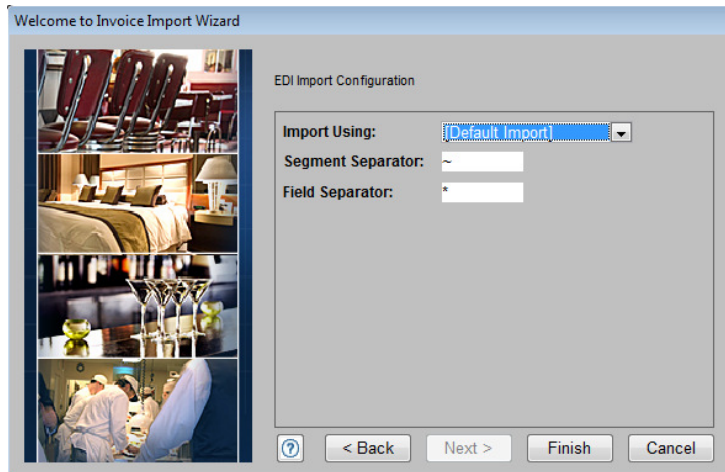 Welcome to Invoice Import Wizard
EDI Import Configuration
Import Using: [Default Import]
Segment Separator: ~
Field Separator: *
? < Back Next > Finish Cancel